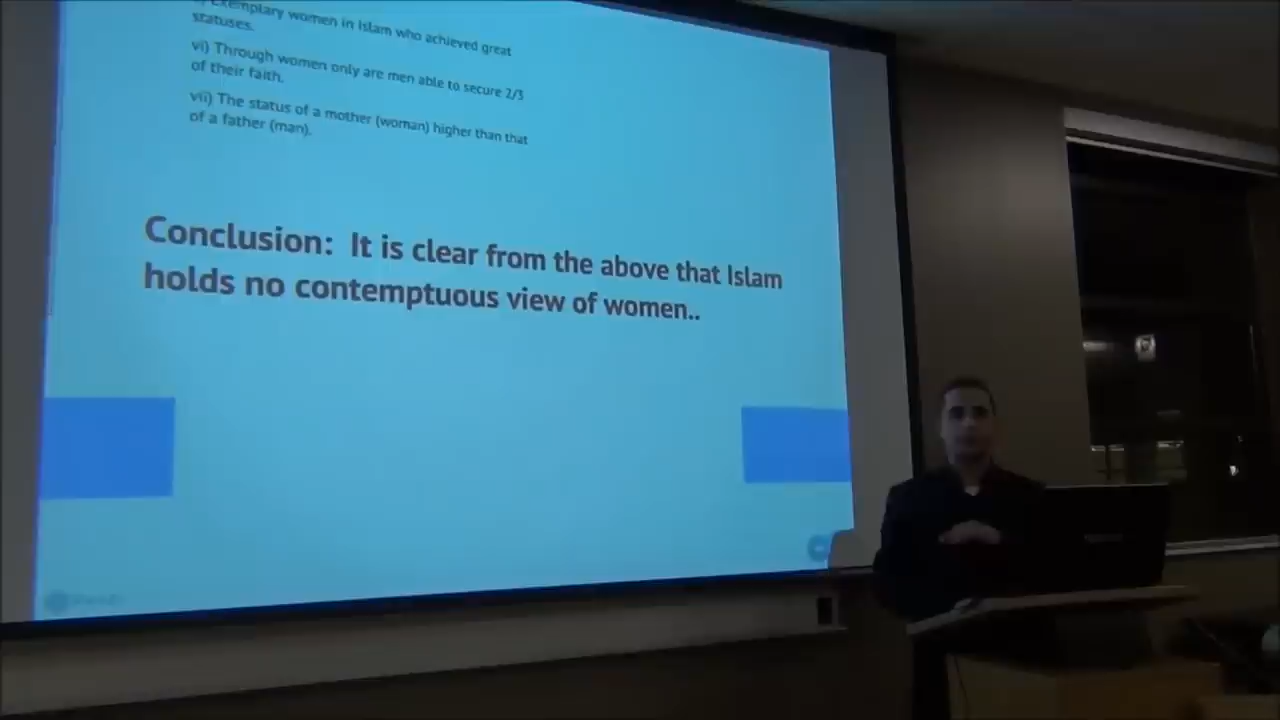 Exemplary women in Islam who achieved great
statuses.
vi) Through women only are men able to secure 2/3
of their faith.
vii) The status of a mother (woman) higher than that
of a father (man).
Conclusion: It is clear from the above that Islam
holds no contemptuous view of women..